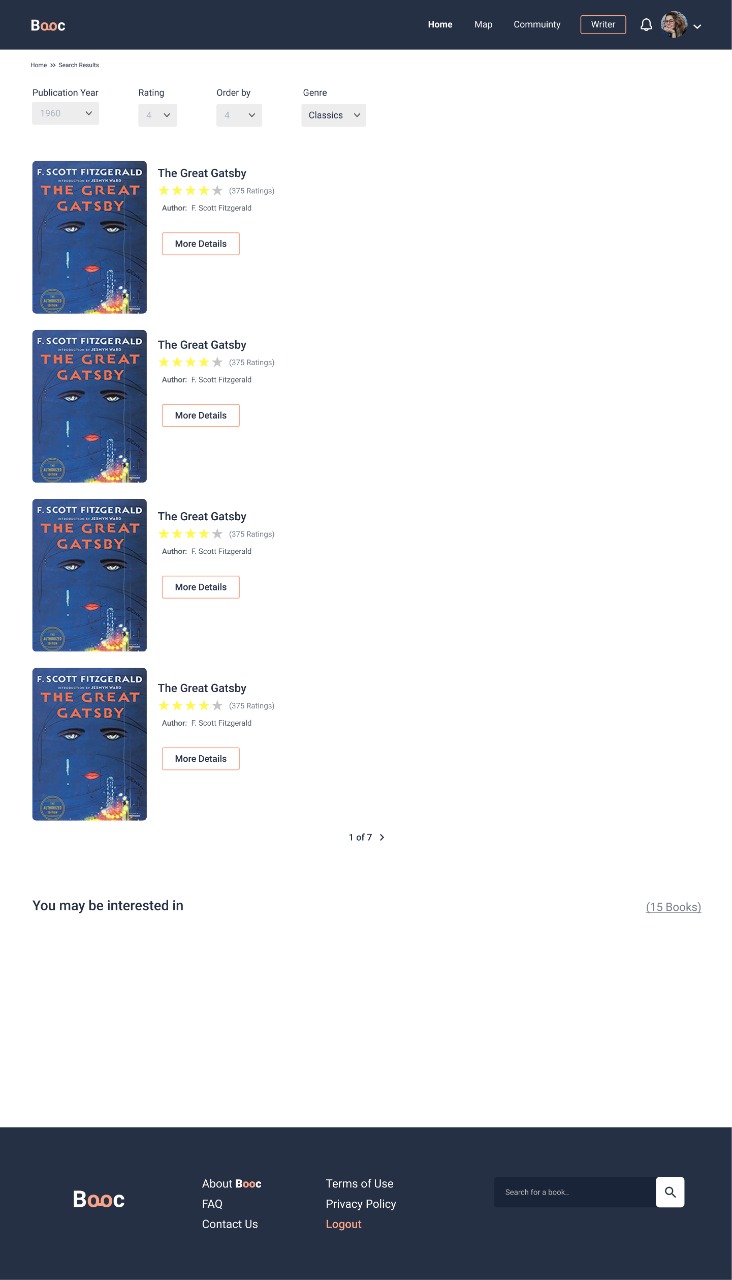 Booc
Home Map Commuinty Writer
Home >> Search Results
Publication Year Rating Order by Genre
1960 4 4 Classics
F. SCOTT FITZGERALD
INTRODUCTION BY JESMYN WARD
THE GREAT
GATSBY
The Great Gatsby
(375 Ratings)
Author: F. Scott Fitzgerald
More Details
F. SCOTT FITZGERALD
INTRODUCTION BY JESMYN WARD
THE GREAT
GATSBY
The Great Gatsby
(375 Ratings)
Author: F. Scott Fitzgerald
More Details
F. SCOTT FITZGERALD
INTRODUCTION BY JESMYN WARD
THE GREAT
GATSBY
The Great Gatsby
(375 Ratings)
Author: F. Scott Fitzgerald
More Details
F. SCOTT FITZGERALD
INTRODUCTION BY JESMYN WARD
THE GREAT
GATSBY
The Great Gatsby
(375 Ratings)
Author: F. Scott Fitzgerald
More Details
1 of 7 >
You may be interested in (15 Books)
Booc
About Booc
FAQ
Contact Us
Terms of Use
Privacy Policy
Logout
Search for a book..